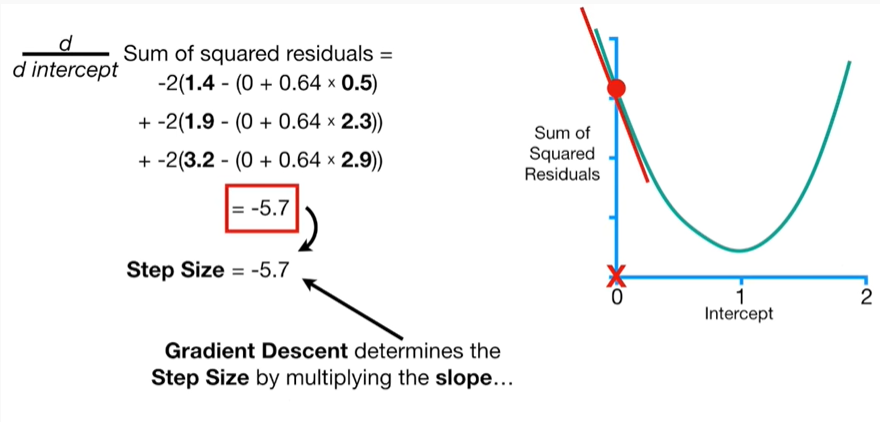 d
d intercept
Sum of squared residuals =
-2(1.4 - (0 + 0.64 × 0.5)
+ -2(1.9 - (0 + 0.64 × 2.3))
+ -2(3.2 - (0 + 0.64 × 2.9))
= -5.7
Step Size = -5.7
Gradient Descent determines the
Step Size by multiplying the slope...
Sum of
Squared
Residuals
0
1
2
Intercept